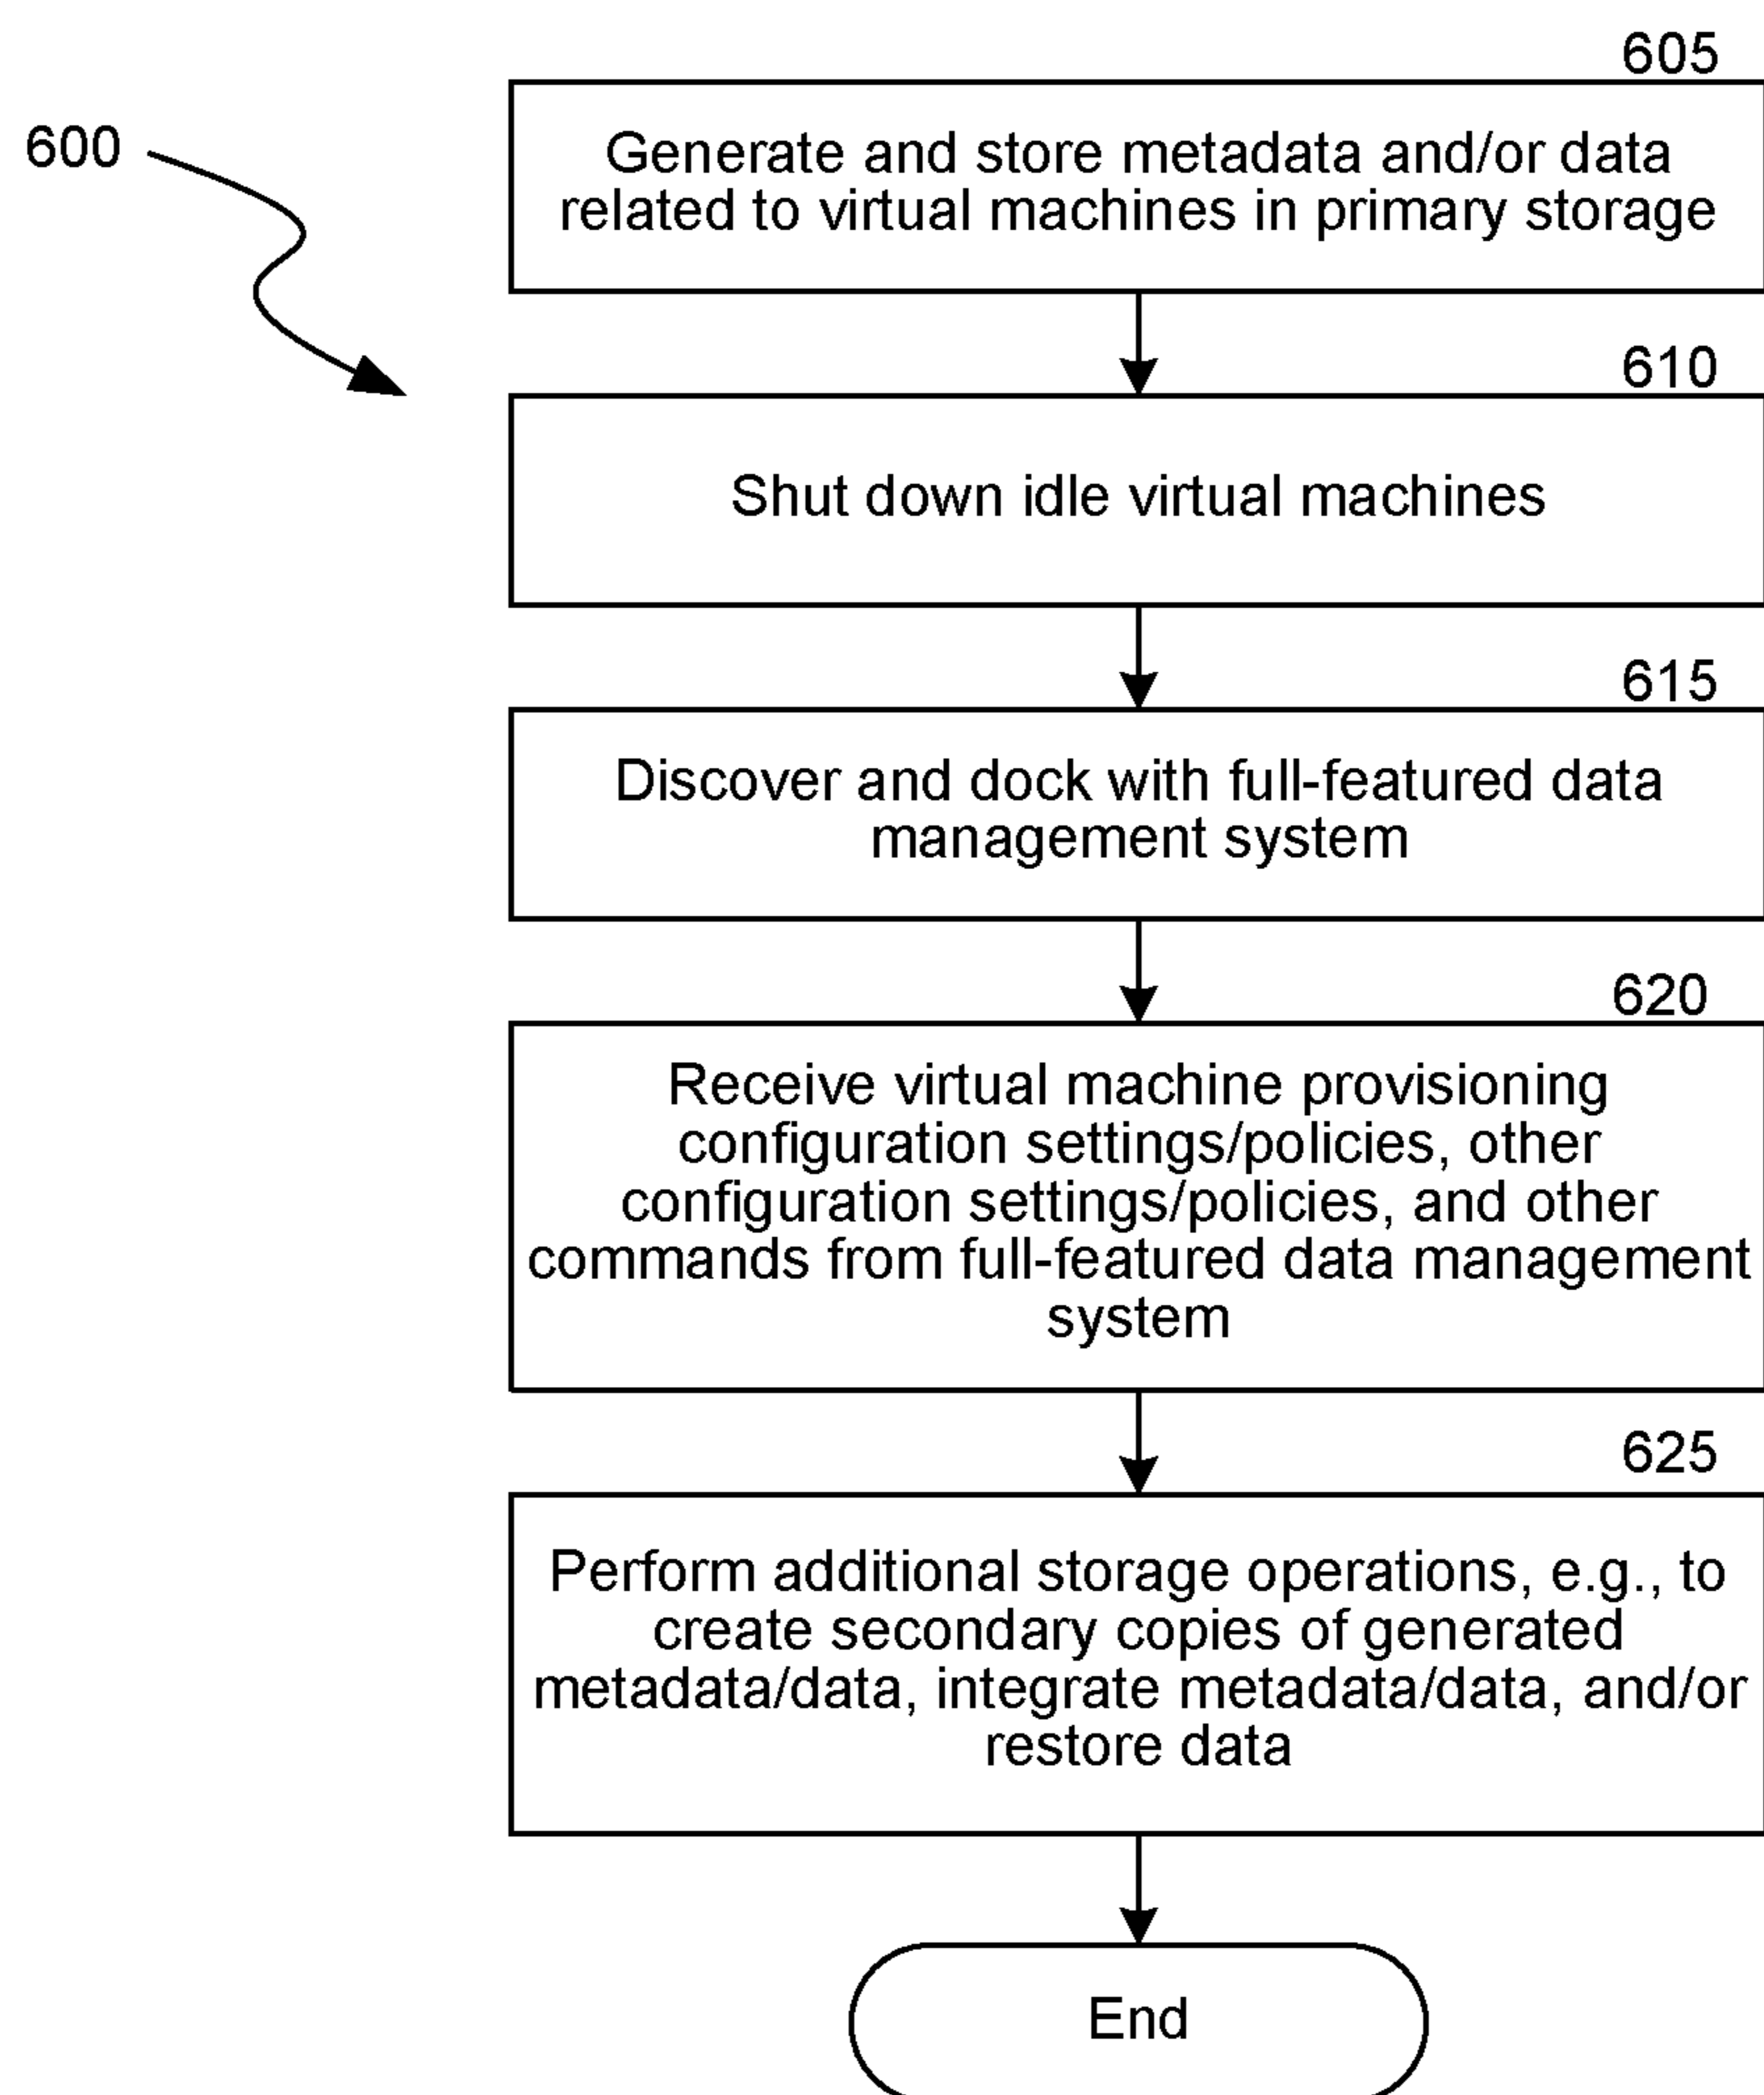 605
600
Generate and store metadata and/or data
related to virtual machines in primary storage
610
Shut down idle virtual machines
615
Discover and dock with full-featured data
management system
620
Receive virtual machine provisioning
configuration settings/policies, other
configuration settings/policies, and other
commands from full-featured data management
system
625
Perform additional storage operations, e.g., to
create secondary copies of generated
metadata/data, integrate metadata/data, and/or
restore data
End